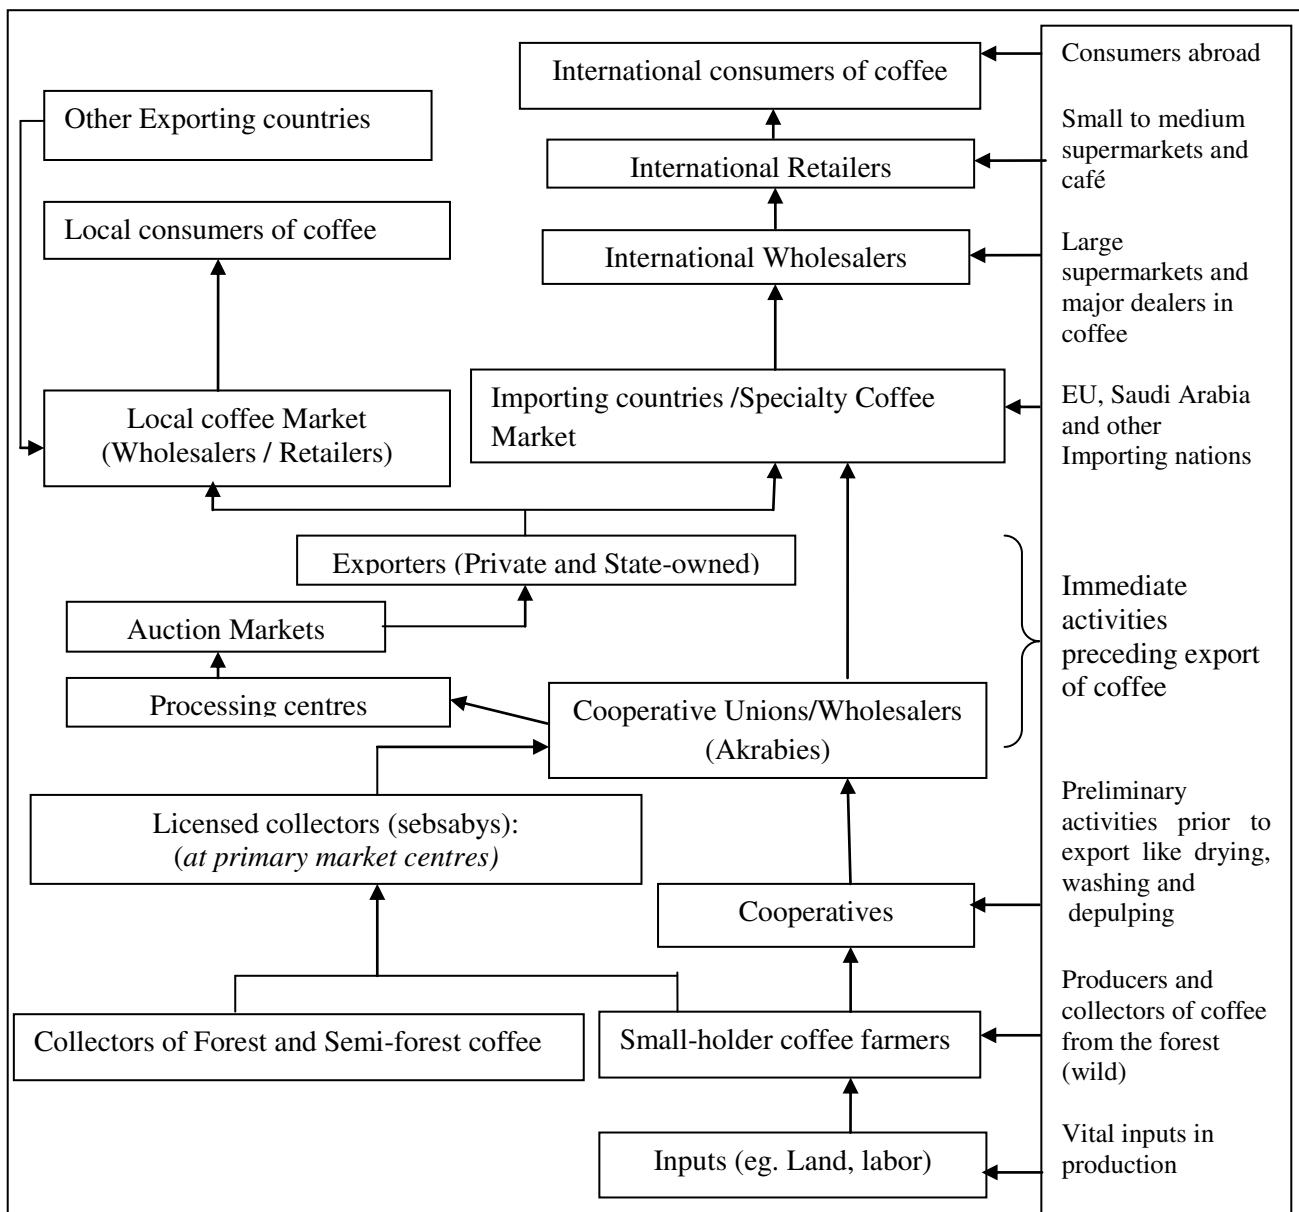 International consumers of coffee
Consumers abroad
Other Exporting countries
Small to medium
supermarkets and
café
International Retailers
Local consumers of coffee
International Wholesalers
Large
supermarkets and
major dealers in
coffee
Local coffee Market
(Wholesalers / Retailers)
Importing countries /Specialty Coffee
Market
EU, Saudi Arabia
and other
Importing nations
Exporters (Private and State-owned)
Auction Markets
Processing centres
Immediate
activities
preceding export
of coffee
Cooperative Unions/Wholesalers
(Akrabies)
Licensed collectors (sebsabys):
(at primary market centres)
Preliminary
activities prior to
export like drying,
washing and
depulping
Cooperatives
Collectors of Forest and Semi-forest coffee
Small-holder coffee farmers
Producers and
collectors of coffee
from the forest
(wild)
Inputs (eg. Land, labor)
Vital inputs in
production